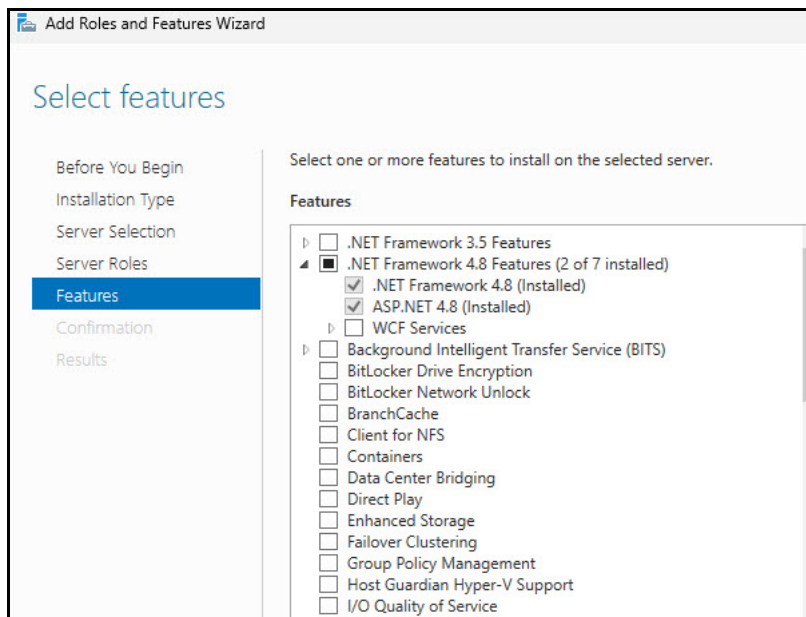 Add Roles and Features Wizard
Select features
Before You Begin
Installation Type
Server Selection
Server Roles
Features
Confirmation
Results
Select one or more features to install on the selected server.
Features
.NET Framework 3.5 Features
.NET Framework 4.8 Features (2 of 7 installed)
.NET Framework 4.8 (Installed)
ASP.NET 4.8 (Installed)
WCF Services
Background Intelligent Transfer Service (BITS)
BitLocker Drive Encryption
BitLocker Network Unlock
BranchCache
Client for NFS
Containers
Data Center Bridging
Direct Play
Enhanced Storage
Failover Clustering
Group Policy Management
Host Guardian Hyper-V Support
I/O Quality of Service